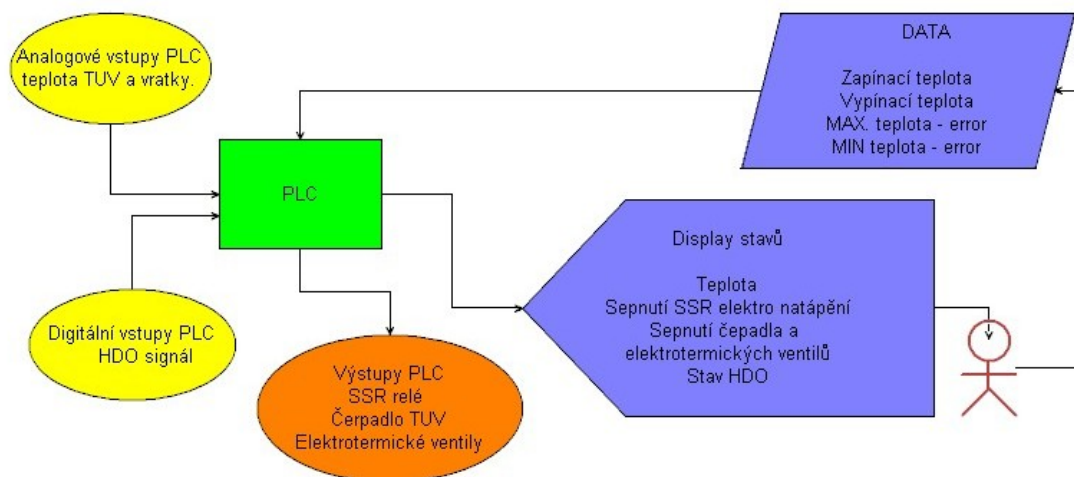 Analogové vstupy PLC
teplota TUV a vratky.
DATA
Zapínací teplota
Vypínací teplota
MAX. teplota - error
MIN teplota - error
PLC
Display stavů
Teplota
Sepnutí SSR elektro natápění
Sepnutí čepadla a
elektrotermických ventilů
Stav HDO
Digitální vstupy PLC
HDO signál
Výstupy PLC
SSR relé
Čerpadlo TUV
Elektrotermické ventily